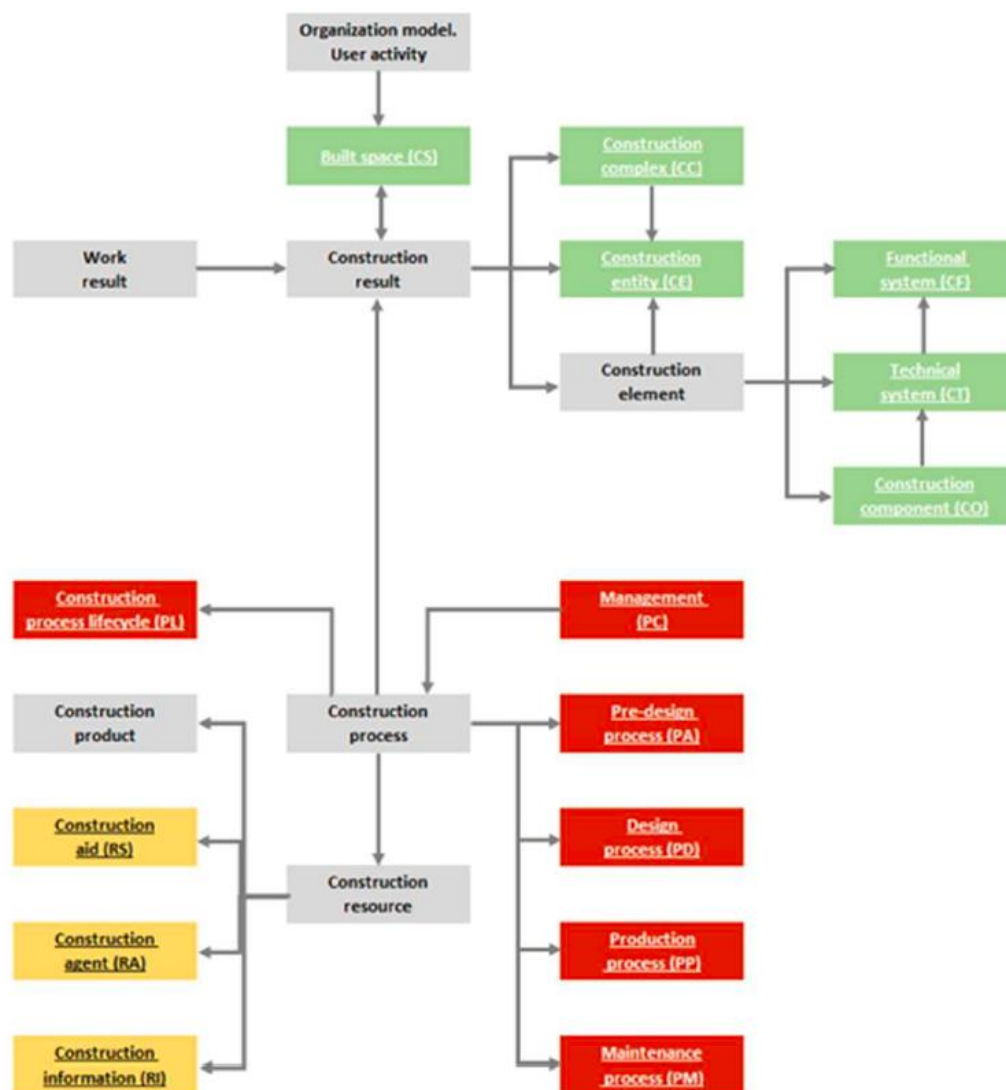 Organization model.
User activity
Built space (CS)
Construction
complex (CC)
Work
result
Construction
result
Construction
entity (CE)
Functional
system (CF)
Construction
element
Technical
system (CT)
Construction
component (CO)
Construction
process lifecycle (PL)
Management
(PC)
Construction
product
Construction
process
Pre-design
process (PA)
Construction
aid (RS)
Design
process (PD)
Construction
resource
Construction
agent (RA)
Production
process (PP)
Construction
information (RI)
Maintenance
process (PM)